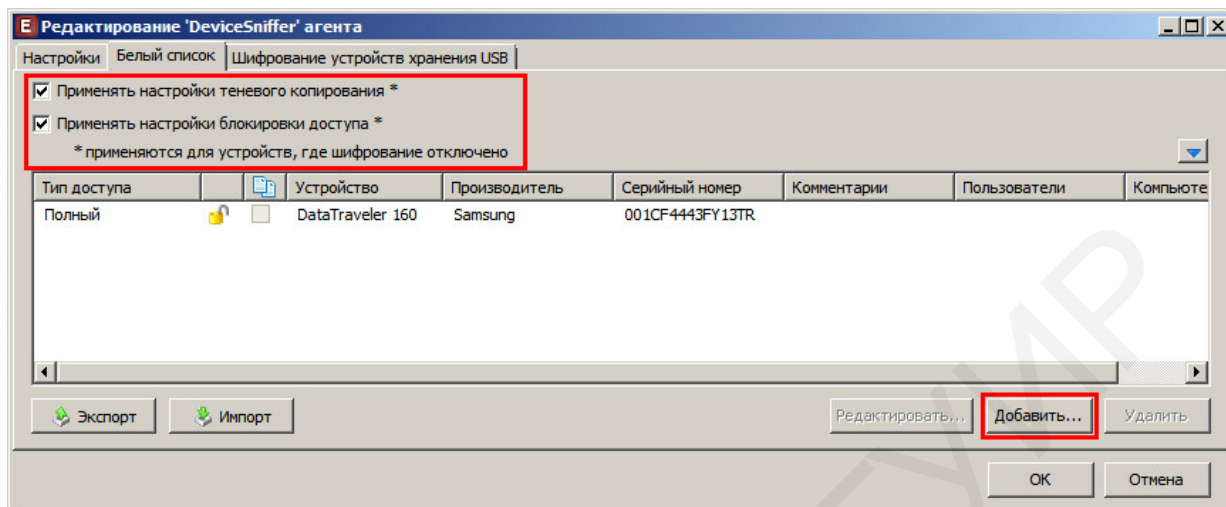 E Редактирование 'DeviceSniffer' агента
Настройки Белый список Шифрование устройств хранения USB
Применять настройки теневого копирования *
Применять настройки блокировки доступа *
* применяются для устройств, где шифрование отключено
Тип доступа Устройство Производитель Серийный номер Комментарии Пользователи Компьюте
Полный DataTraveler 160 Samsung 001CF4443FY13TR
Экспорт Импорт Редактировать... Добавить... Удалить
ОК Отмена
ГУИР